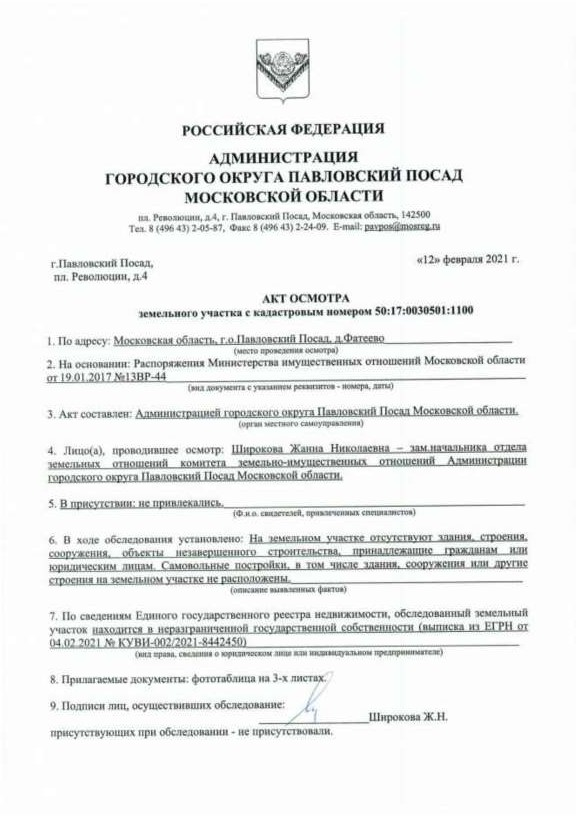 РОССИЙСКАЯ ФЕДЕРАЦИЯ
АДМИНИСТРАЦИЯ
ГОРОДСКОГО ОКРУГА ПАВЛОВСКИЙ ПОСАД
МОСКОВСКОЙ ОБЛАСТИ
пл. Революции, д.4, г. Павловский Посад, Московская область, 142500
Тел. 8 (496 43) 2-05-87, Факс 8 (496 43) 2-24-09. E-mail: pavpos@mosreg.ru
г.Павловский Посад,
«12» февраля 2021 г.
пл. Революции, д.4
АКТ ОСМОТРА
земельного участка с кадастровым номером 50:17:0030501:1100
1. По адресу: Московская область, г.о.Павловский Посад, д.Фатеево
(место проведения осмотра)
2. На основании: Распоряжения Министерства имущественных отношений Московской области
от 19.01.2017 №13ВР-44
(вид документа с указанием реквизитов - номера, даты)
3. Акт составлен: Администрацией городского округа Павловский Посад Московской области.
(орган местного самоуправления)
4. Лицо(а), проводившее осмотр: Широкова Жанна Николаевна – зам.начальника отдела
земельных отношений комитета земельно-имущественных отношений Администрации
городского округа Павловский Посад Московской области.
5. В присутствии: не привлекались.
(Ф.и.о. свидетелей, привлеченных специалистов)
6. В ходе обследования установлено: На земельном участке отсутствуют здания, строения,
сооружения, объекты незавершенного строительства, принадлежащие гражданам или
юридическим лицам. Самовольные постройки, в том числе здания, сооружения или другие
строения на земельном участке не расположены.
(описание выявленных фактов)
7. По сведениям Единого государственного реестра недвижимости, обследованный земельный
участок находится в неразграниченной государственной собственности (выписка из ЕГРН от
04.02.2021 № КУВИ-002/2021-8442450)
(вид права, сведения о юридическом лице или индивидуальном предпринимателе)
8. Прилагаемые документы: фототаблица на 3-х листах.
9. Подписи лиц, осуществивших обследование:
Широкова Ж.Н.
присутствующих при обследовании - не присутствовали.